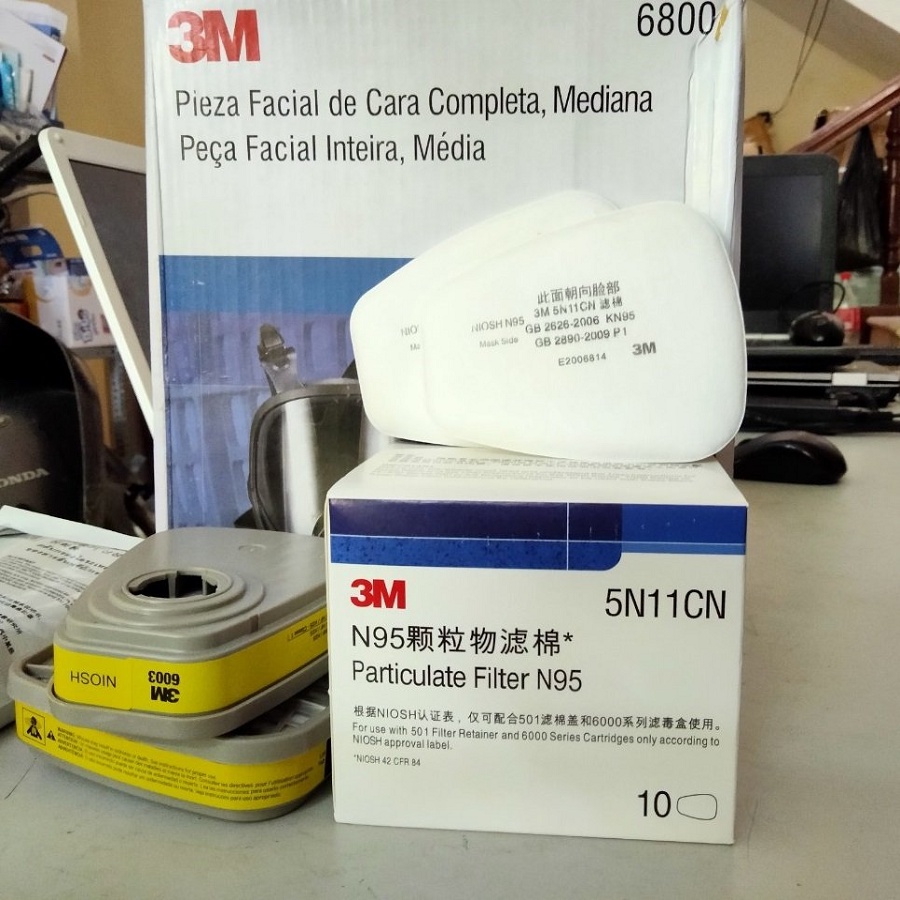 3M
6800
Pieza Facial de Cara Completa, Mediana
Peça Facial Inteira, Média
此面朝向脸部
3M 5N11CN 滤棉
NIOSH N95 GB 2626-2006 KN95
Mask Side GB 2890-2009 P1
E2006814 3M
HONDA
NIOSH
3M
6003
3M
5N11CN
N95颗粒物滤棉*
Particulate Filter N95
根据NIOSH认证表，仅可配合501滤棉盖和6000系列滤毒盒使用。
For use with 501 Filter Retainer and 6000 Series Cartridges only according to
NIOSH approval label.
*NIOSH 42 CFR 84
10